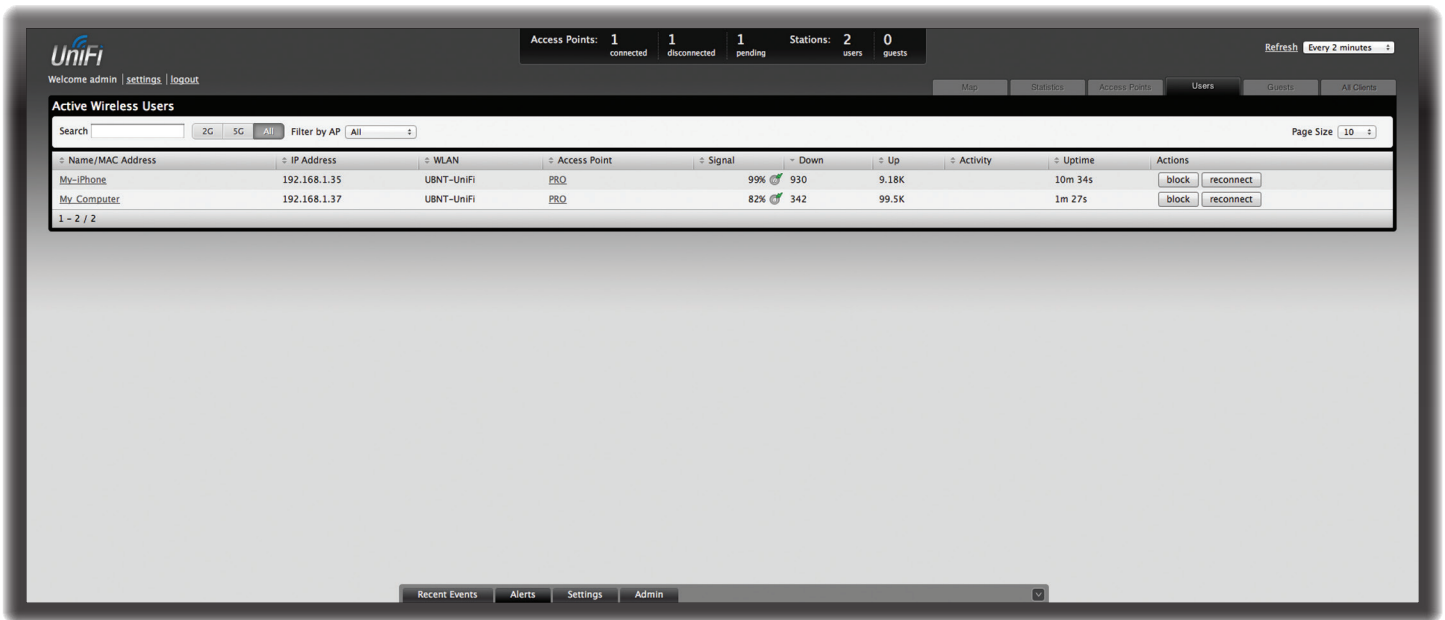 UniFi
Access Points: 1 connected 1 disconnected 1 pending Stations: 2 users 0 guests
Refresh Every 2 minutes
Welcome admin settings logout
Map Statistics Access Points Users Guests All Clients
Active Wireless Users
Search 2G 5G All Filter by AP All Page Size 10
Name/MAC Address IP Address WLAN Access Point Signal Down Up Activity Uptime Actions
My-iPhone 192.168.1.35 UBNT-UniFi PRO 99% 930 9.18K 10m 34s block reconnect
My Computer 192.168.1.37 UBNT-UniFi PRO 82% 342 99.5K 1m 27s block reconnect
1 - 2 / 2
Recent Events Alerts Settings Admin